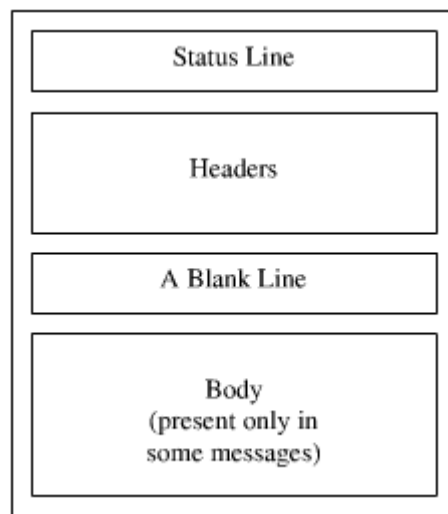 Status Line
Headers
A Blank Line
Body
(present only in
some messages)